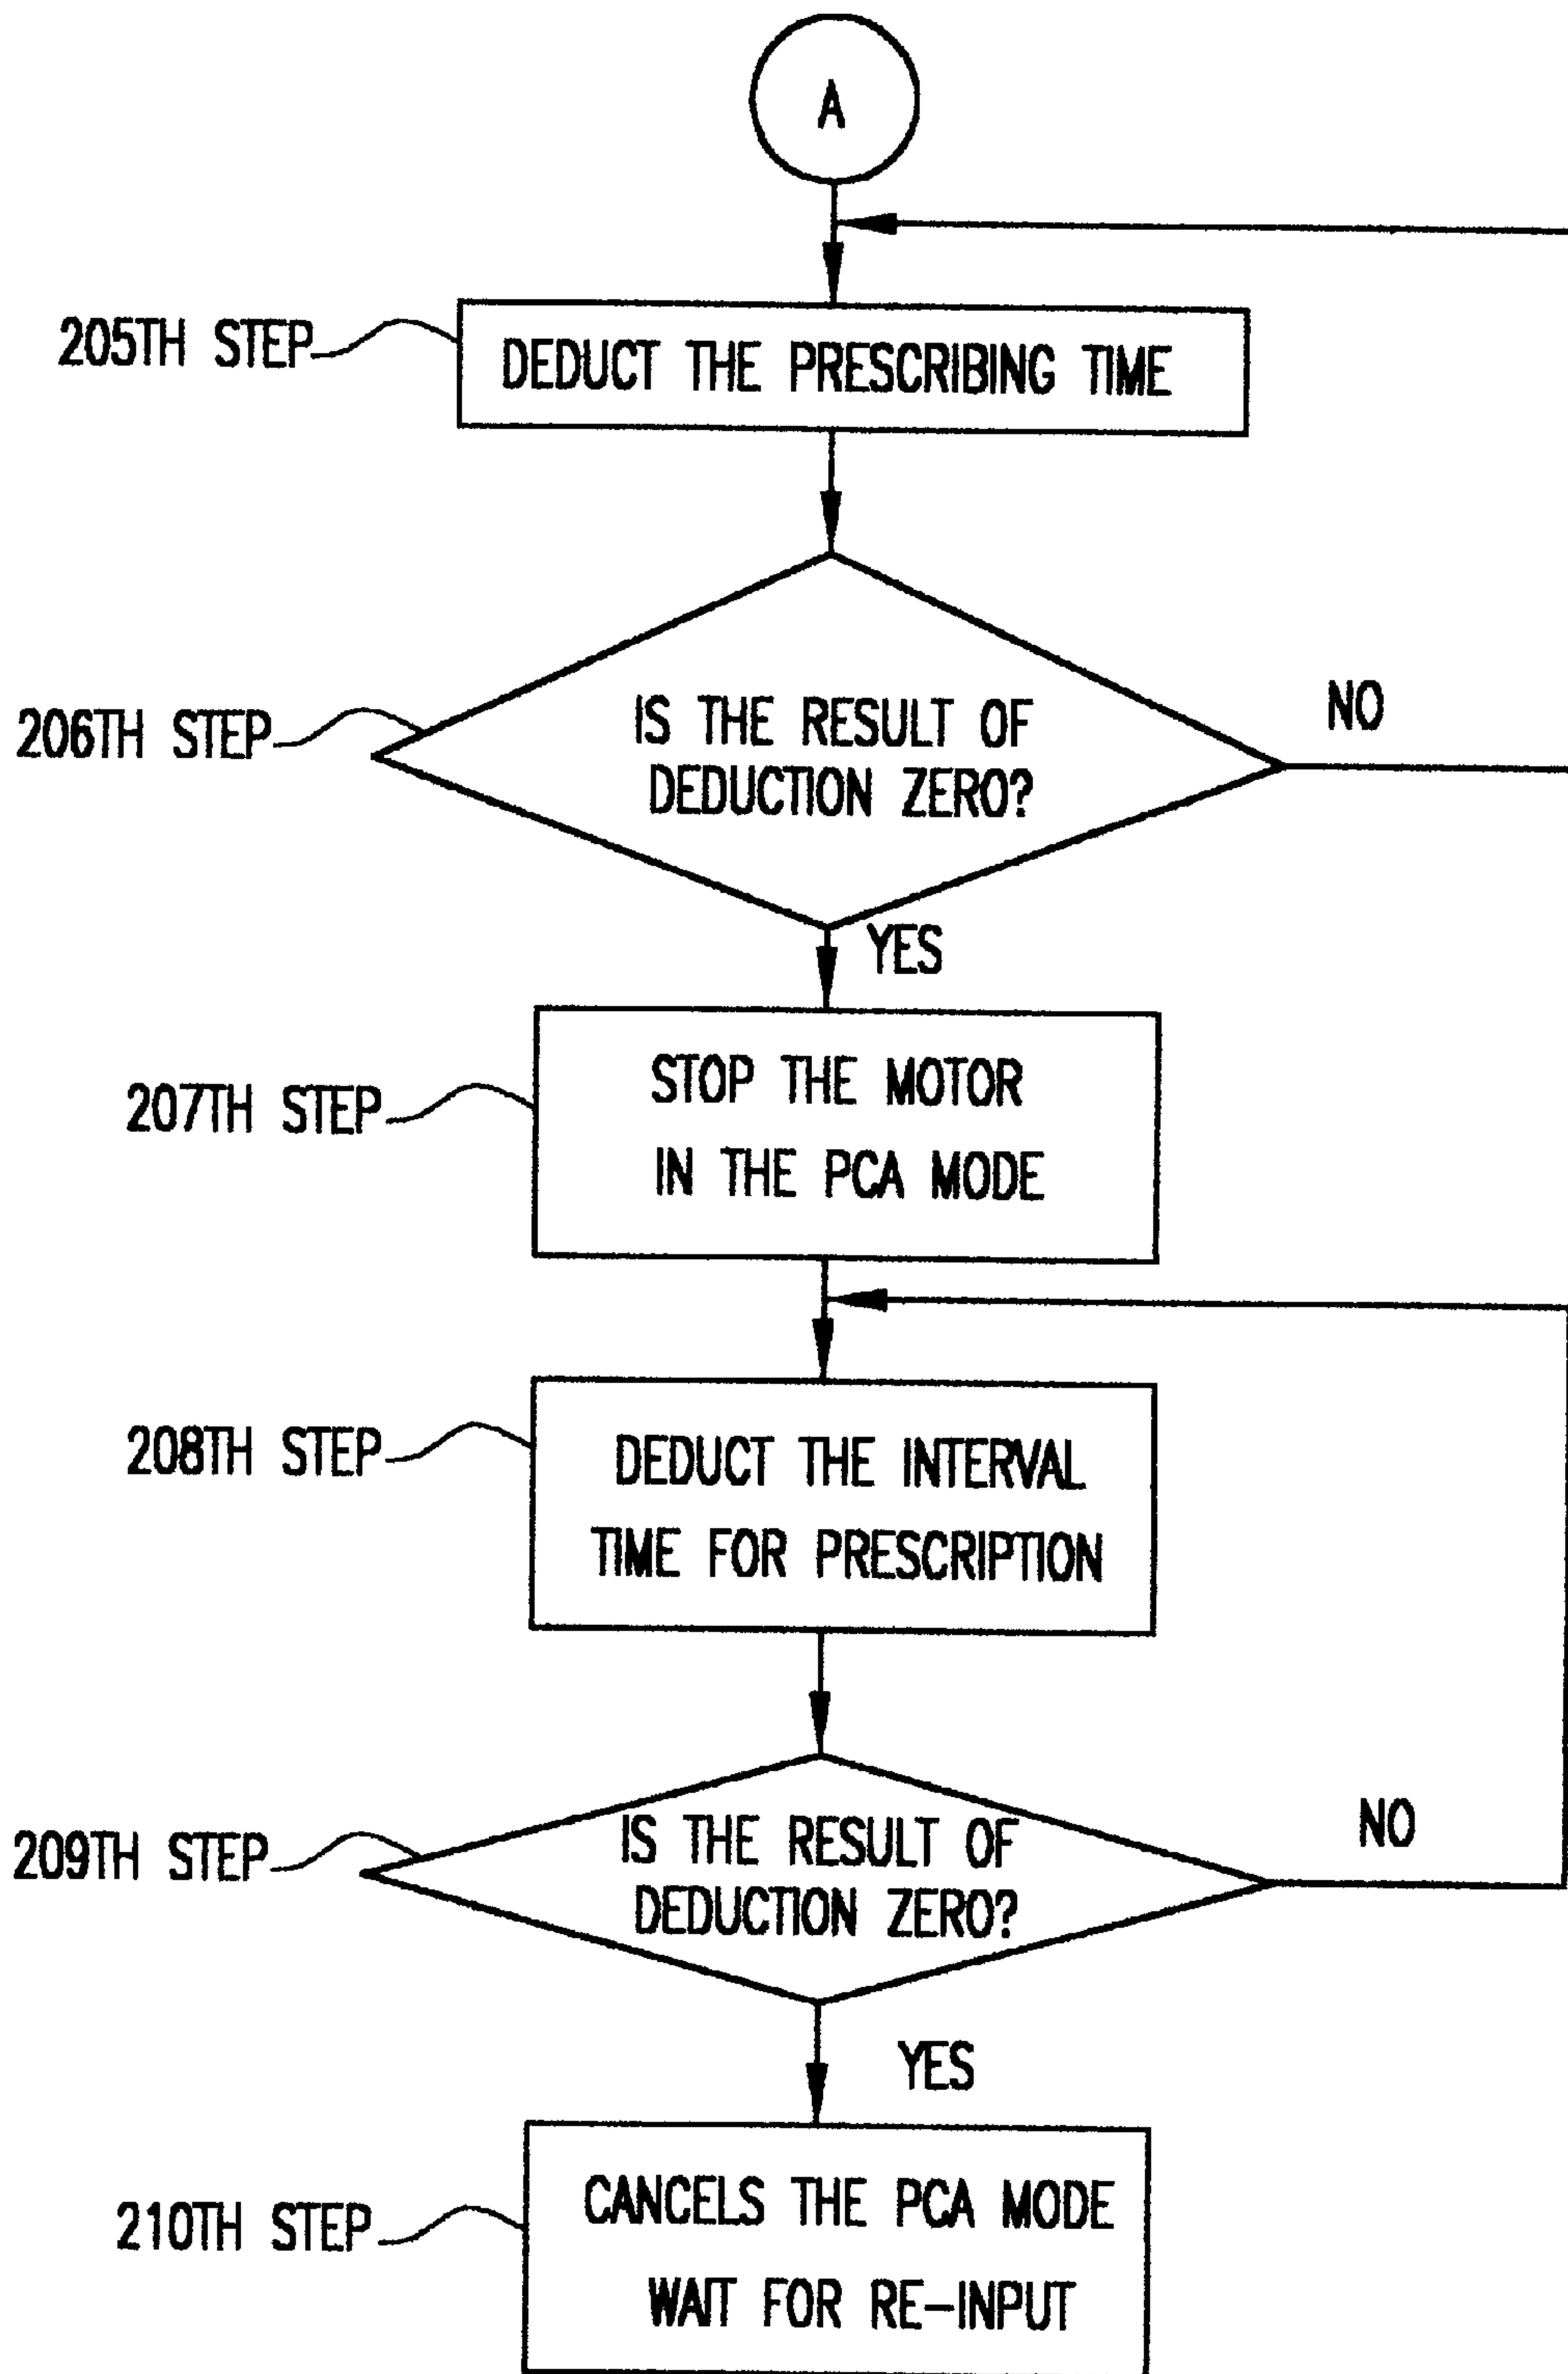 A
205TH STEP
DEDUCT THE PRESCRIBING TIME
206TH STEP
IS THE RESULT OF
DEDUCTION ZERO?
NO
YES
207TH STEP
STOP THE MOTOR
IN THE PCA MODE
208TH STEP
DEDUCT THE INTERVAL
TIME FOR PRESCRIPTION
209TH STEP
IS THE RESULT OF
DEDUCTION ZERO?
NO
YES
210TH STEP
CANCELS THE PCA MODE
WAIT FOR RE-INPUT